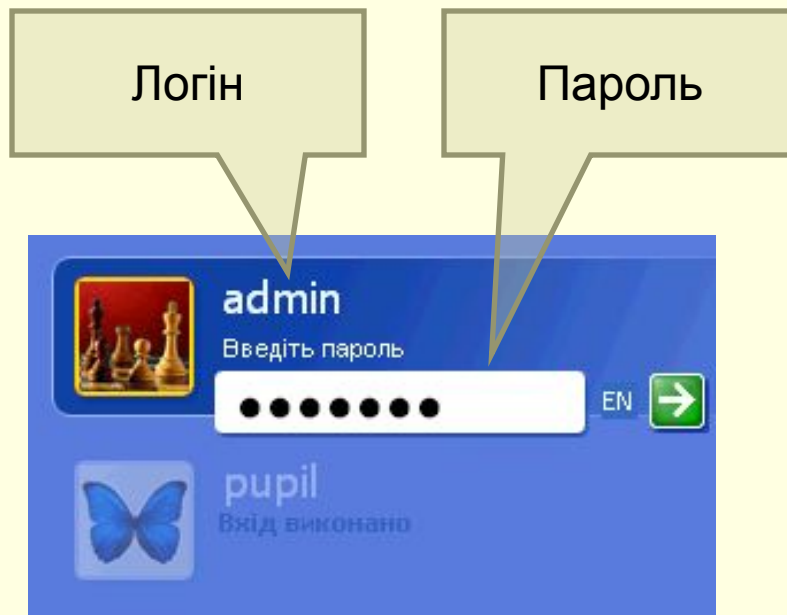 Логін
Пароль
admin
Введіть пароль
EN
pupil
Вхід виконано